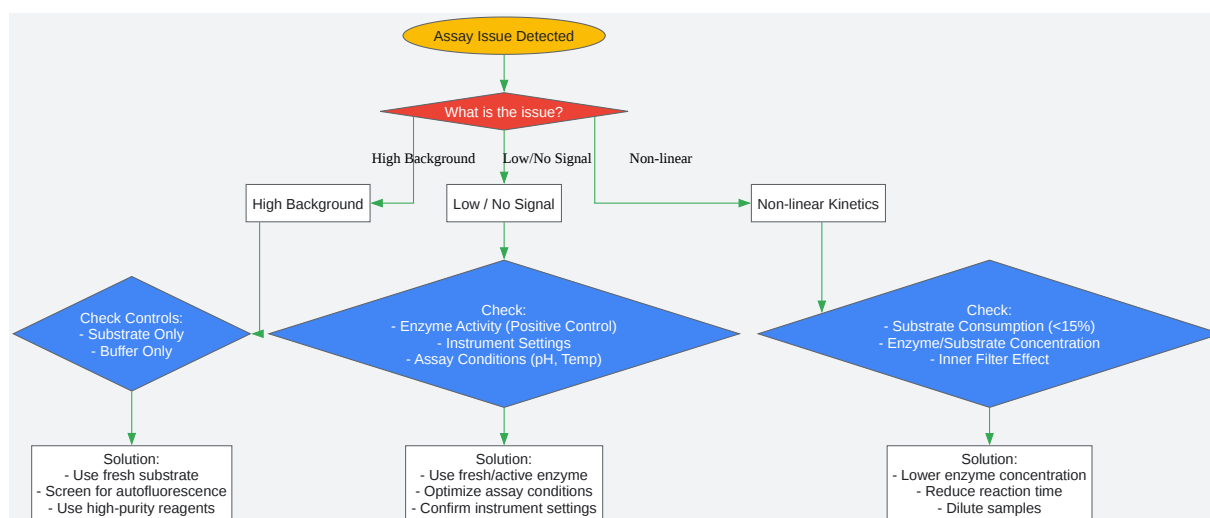 Assay Issue Detected
What is the issue?
High Background
Low/No Signal
Non-linear
High Background
Low / No Signal
Non-linear Kinetics
Check Controls:
- Substrate Only
- Buffer Only
Check:
- Enzyme Activity (Positive Control)
- Instrument Settings
- Assay Conditions (pH, Temp)
Check:
- Substrate Consumption (<15%)
- Enzyme/Substrate Concentration
- Inner Filter Effect
Solution:
- Use fresh substrate
- Screen for autofluorescence
- Use high-purity reagents
Solution:
- Use fresh/active enzyme
- Optimize assay conditions
- Confirm instrument settings
Solution:
- Lower enzyme concentration
- Reduce reaction time
- Dilute samples